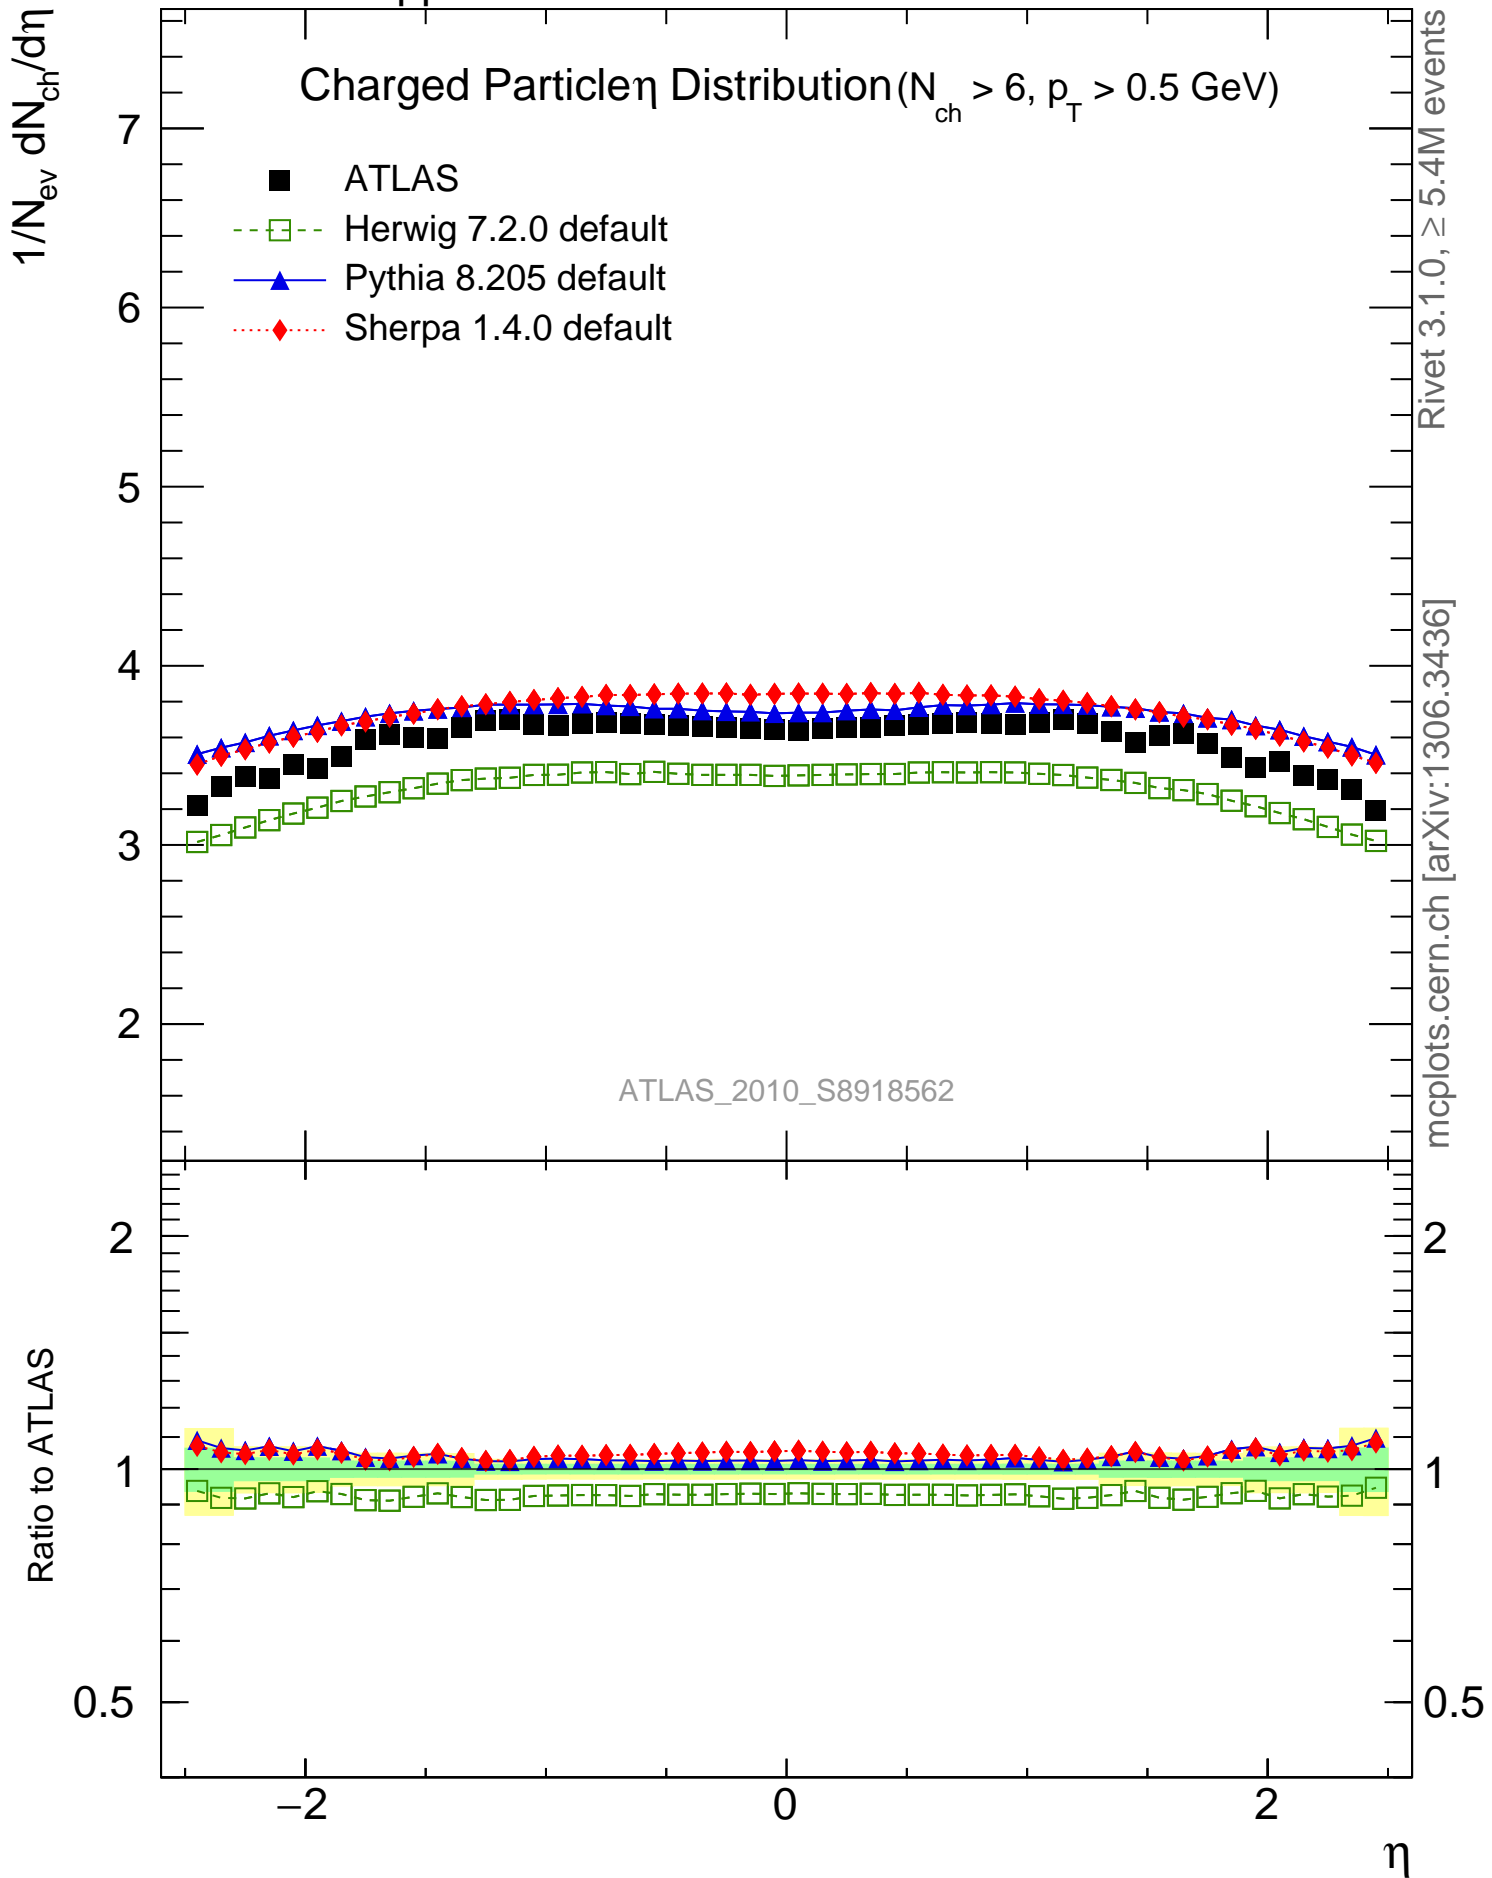 pp
1/N_ev dN_ch/dη
Charged Particleη Distribution(N_ch > 6, p_T > 0.5 GeV)
ATLAS
Herwig 7.2.0 default
Pythia 8.205 default
Sherpa 1.4.0 default
7
6
5
4
3
2
ATLAS_2010_S8918562
Rivet 3.1.0, ≥ 5.4M events
mcplots.cern.ch [arXiv:1306.3436]
Ratio to ATLAS
2
1
0.5
2
1
0.5
−2
0
2
η